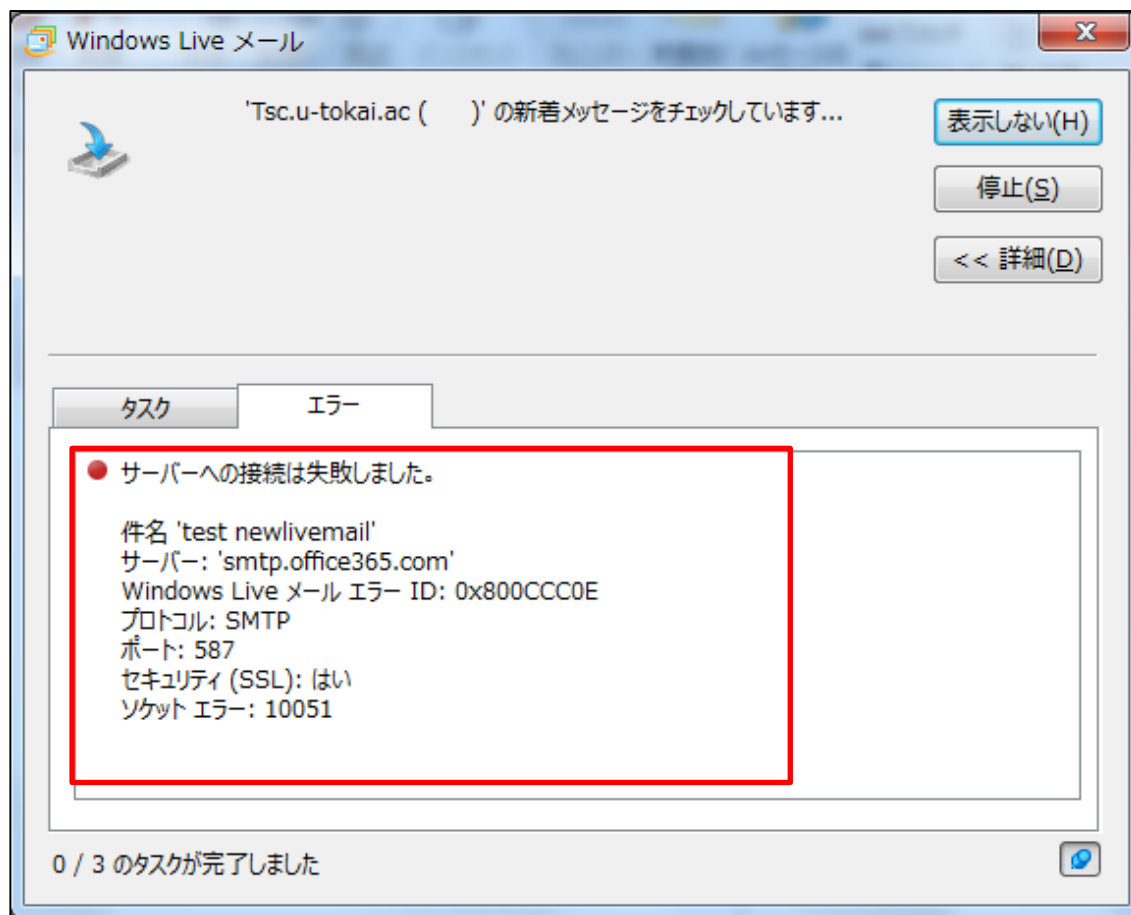 Windows Live メール
'Tsc.u-tokai.ac (     )' の新着メッセージをチェックしています...
表示しない(H)
停止(S)
<< 詳細(D)
タスク
エラー
サーバーへの接続は失敗しました。
件名 'test newlivemail'
サーバー: 'smtp.office365.com'
Windows Live メール エラー ID: 0x800CCC0E
プロトコル: SMTP
ポート: 587
セキュリティ (SSL): はい
ソケット エラー: 10051
0 / 3 のタスクが完了しました